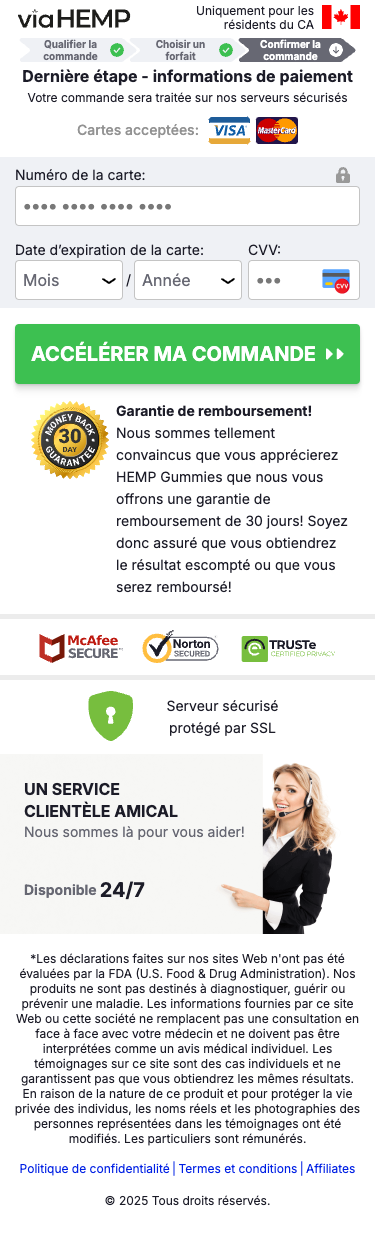 viaHEMP
Uniquement pour les
résidents du CA
Qualifier la
commande
Choisir un
forfait
Confirmer la
commande
Dernière étape - informations de paiement
Votre commande sera traitée sur nos serveurs sécurisés
Cartes acceptées:
VISA
MasterCard
Numéro de la carte:
•••• •••• •••• ••••
Date d'expiration de la carte:
CVV:
Mois
/
Année
•••
CVV
ACCÉLÉRER MA COMMANDE
MONEY BACK
30
DAY
GUARANTEE
Garantie de remboursement!
Nous sommes tellement
convaincus que vous apprécierez
HEMP Gummies que nous vous
offrons une garantie de
remboursement de 30 jours! Soyez
donc assuré que vous obtiendrez
le résultat escompté ou que vous
serez remboursé!
McAfee
SECURE™
Norton
SECURED
TRUSTe
CERTIFIED PRIVACY
Serveur sécurisé
protégé par SSL
UN SERVICE
CLIENTÈLE AMICAL
Nous sommes là pour vous aider!
Disponible 24/7
*Les déclarations faites sur nos sites Web n'ont pas été
évaluées par la FDA (U.S. Food & Drug Administration). Nos
produits ne sont pas destinés à diagnostiquer, guérir ou
prévenir une maladie. Les informations fournies par ce site
Web ou cette société ne remplacent pas une consultation en
face à face avec votre médecin et ne doivent pas être
interprétées comme un avis médical individuel. Les
témoignages sur ce site sont des cas individuels et ne
garantissent pas que vous obtiendrez les mêmes résultats.
En raison de la nature de ce produit et pour protéger la vie
privée des individus, les noms réels et les photographies des
personnes représentées dans les témoignages ont été
modifiés. Les particuliers sont rémunérés.
Politique de confidentialité | Termes et conditions | Affiliates
© 2025 Tous droits réservés.